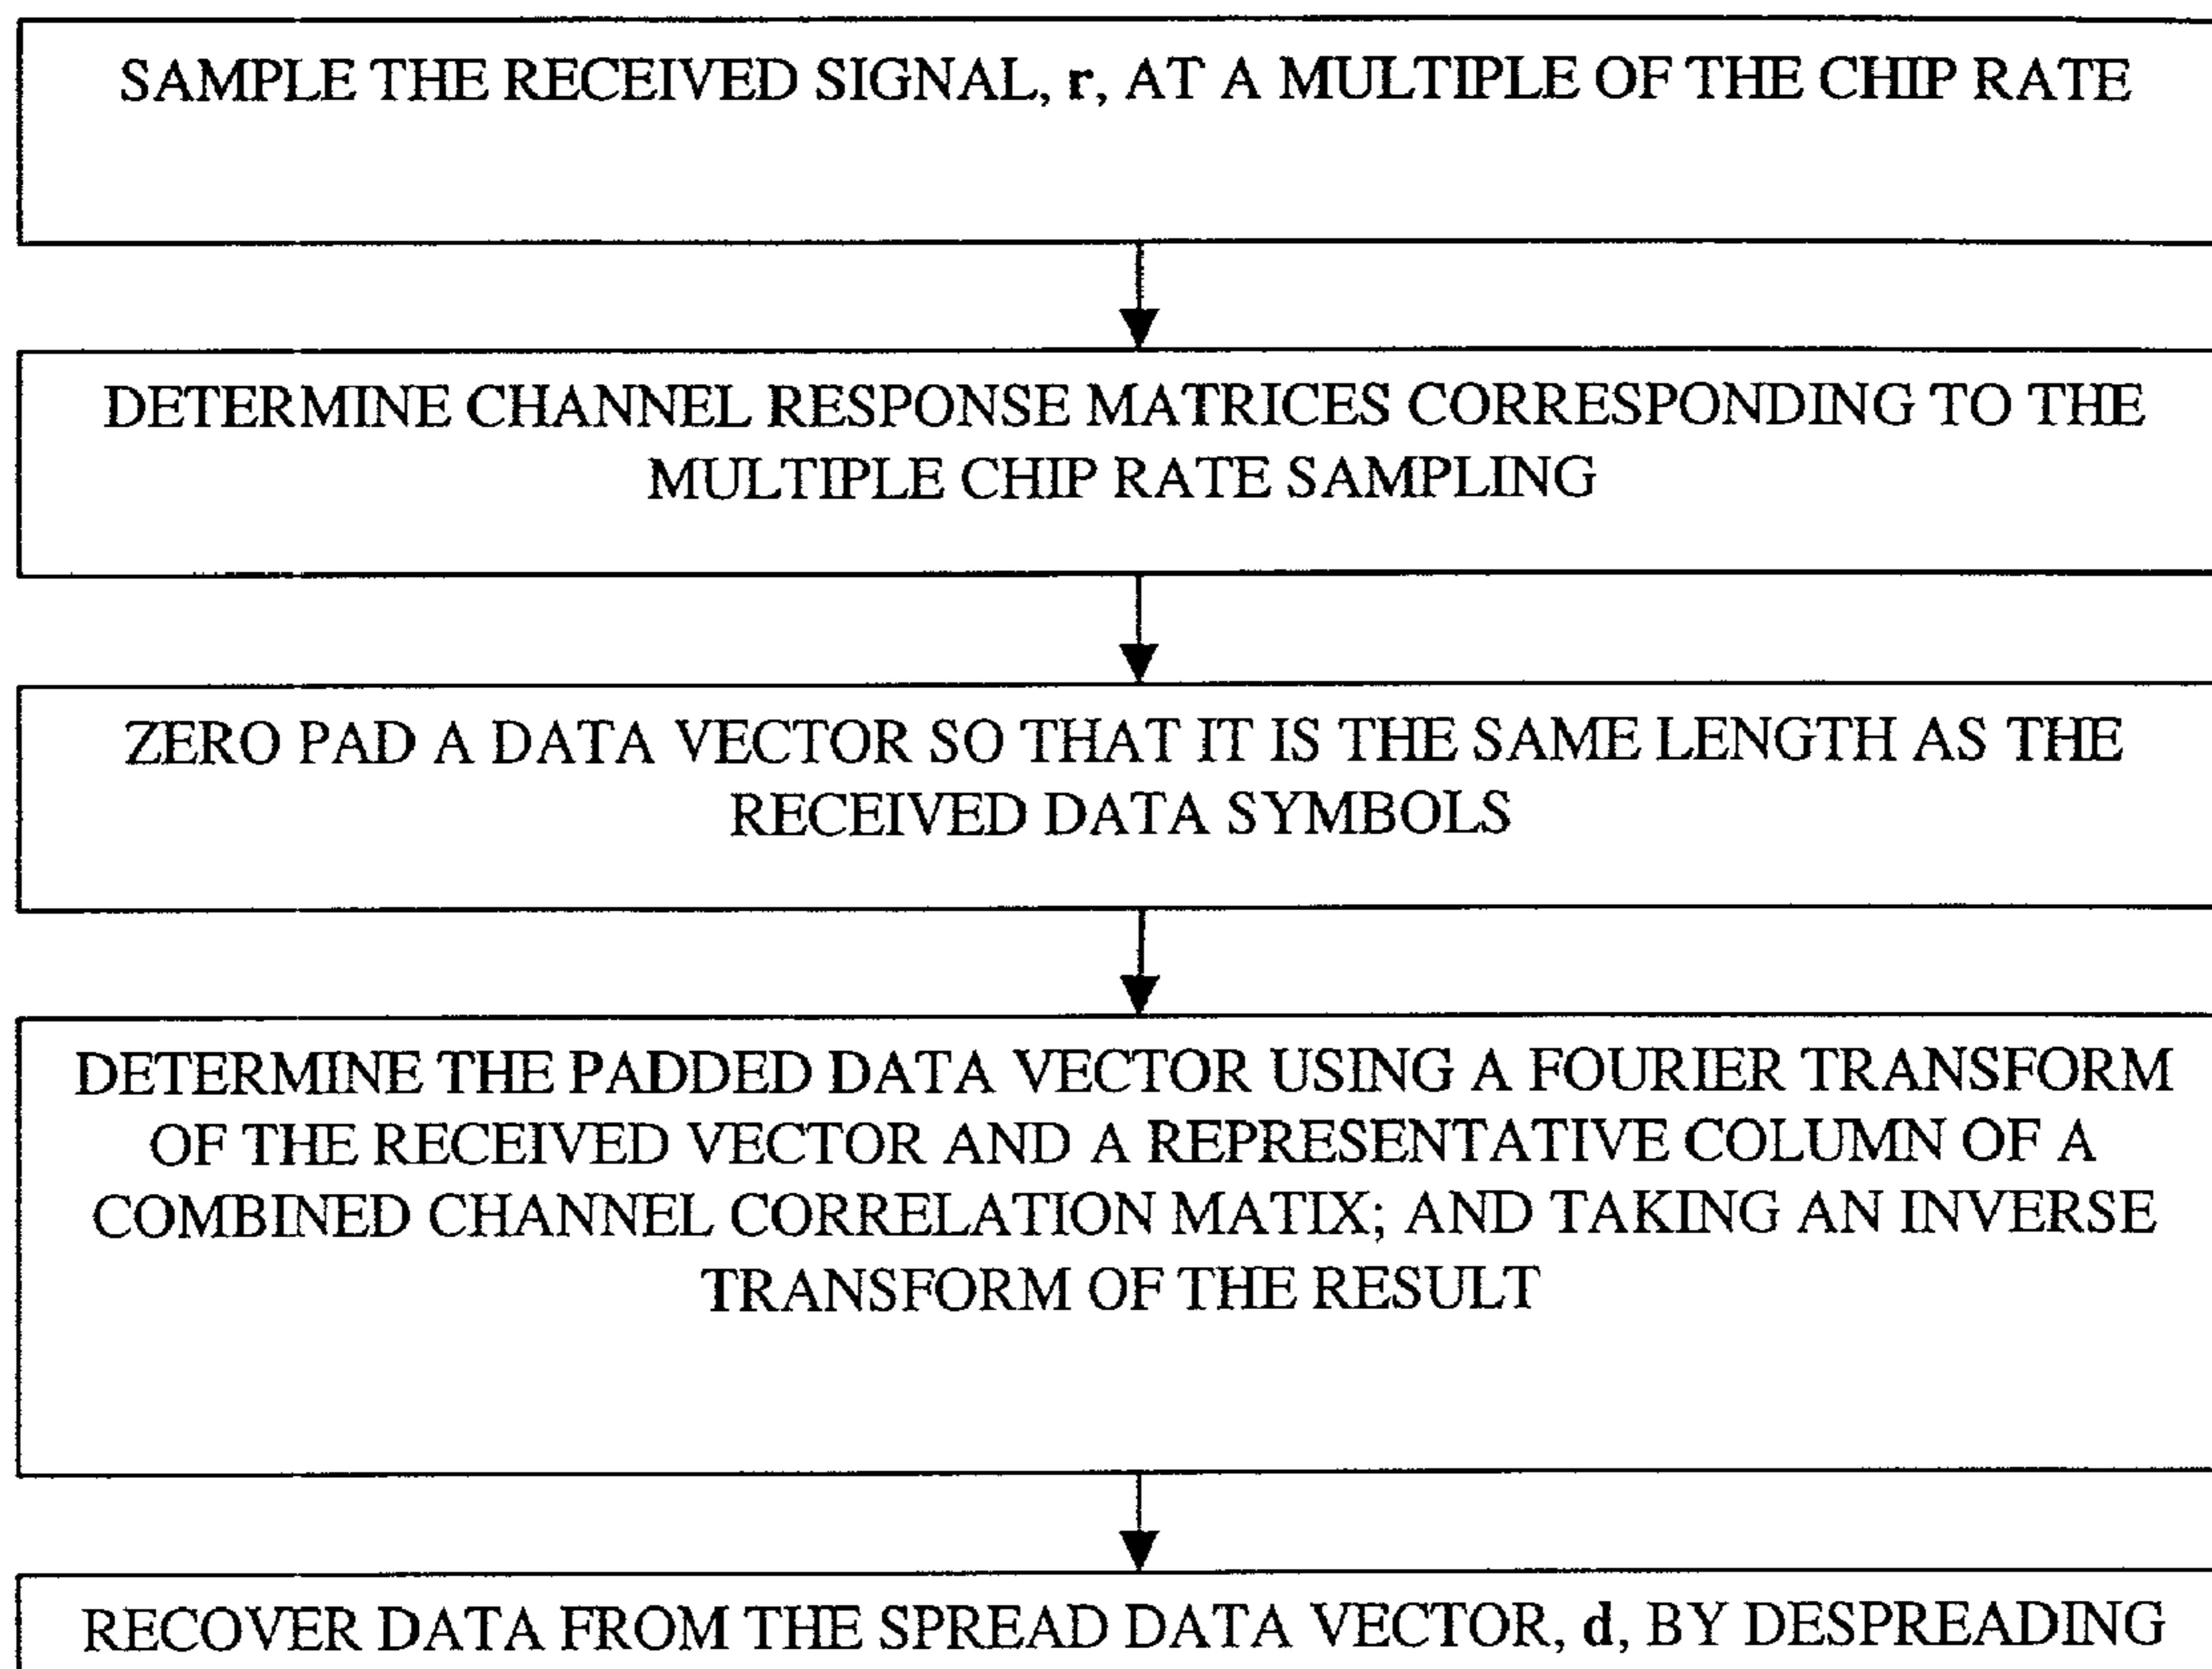 SAMPLE THE RECEIVED SIGNAL, r, AT A MULTIPLE OF THE CHIP RATE
DETERMINE CHANNEL RESPONSE MATRICES CORRESPONDING TO THE
MULTIPLE CHIP RATE SAMPLING
ZERO PAD A DATA VECTOR SO THAT IT IS THE SAME LENGTH AS THE
RECEIVED DATA SYMBOLS
DETERMINE THE PADDED DATA VECTOR USING A FOURIER TRANSFORM
OF THE RECEIVED VECTOR AND A REPRESENTATIVE COLUMN OF A
COMBINED CHANNEL CORRELATION MATIX; AND TAKING AN INVERSE
TRANSFORM OF THE RESULT
RECOVER DATA FROM THE SPREAD DATA VECTOR, d, BY DESPREADING